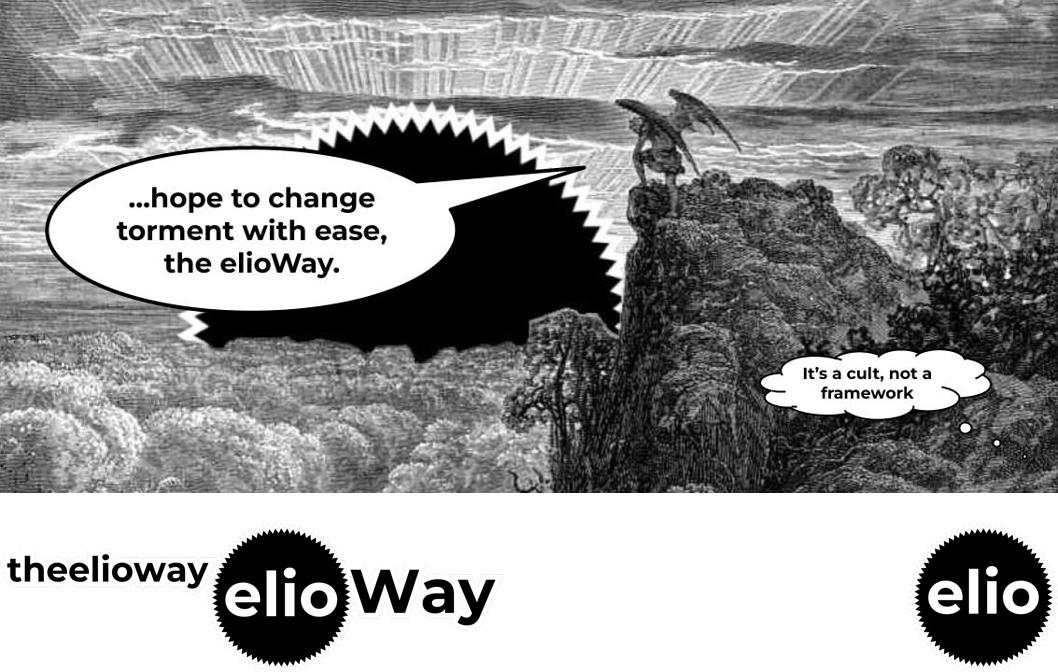 ...hope to change
torment with ease,
the elioWay.
It's a cult, not a
framework
theelioway
elioWay
elio